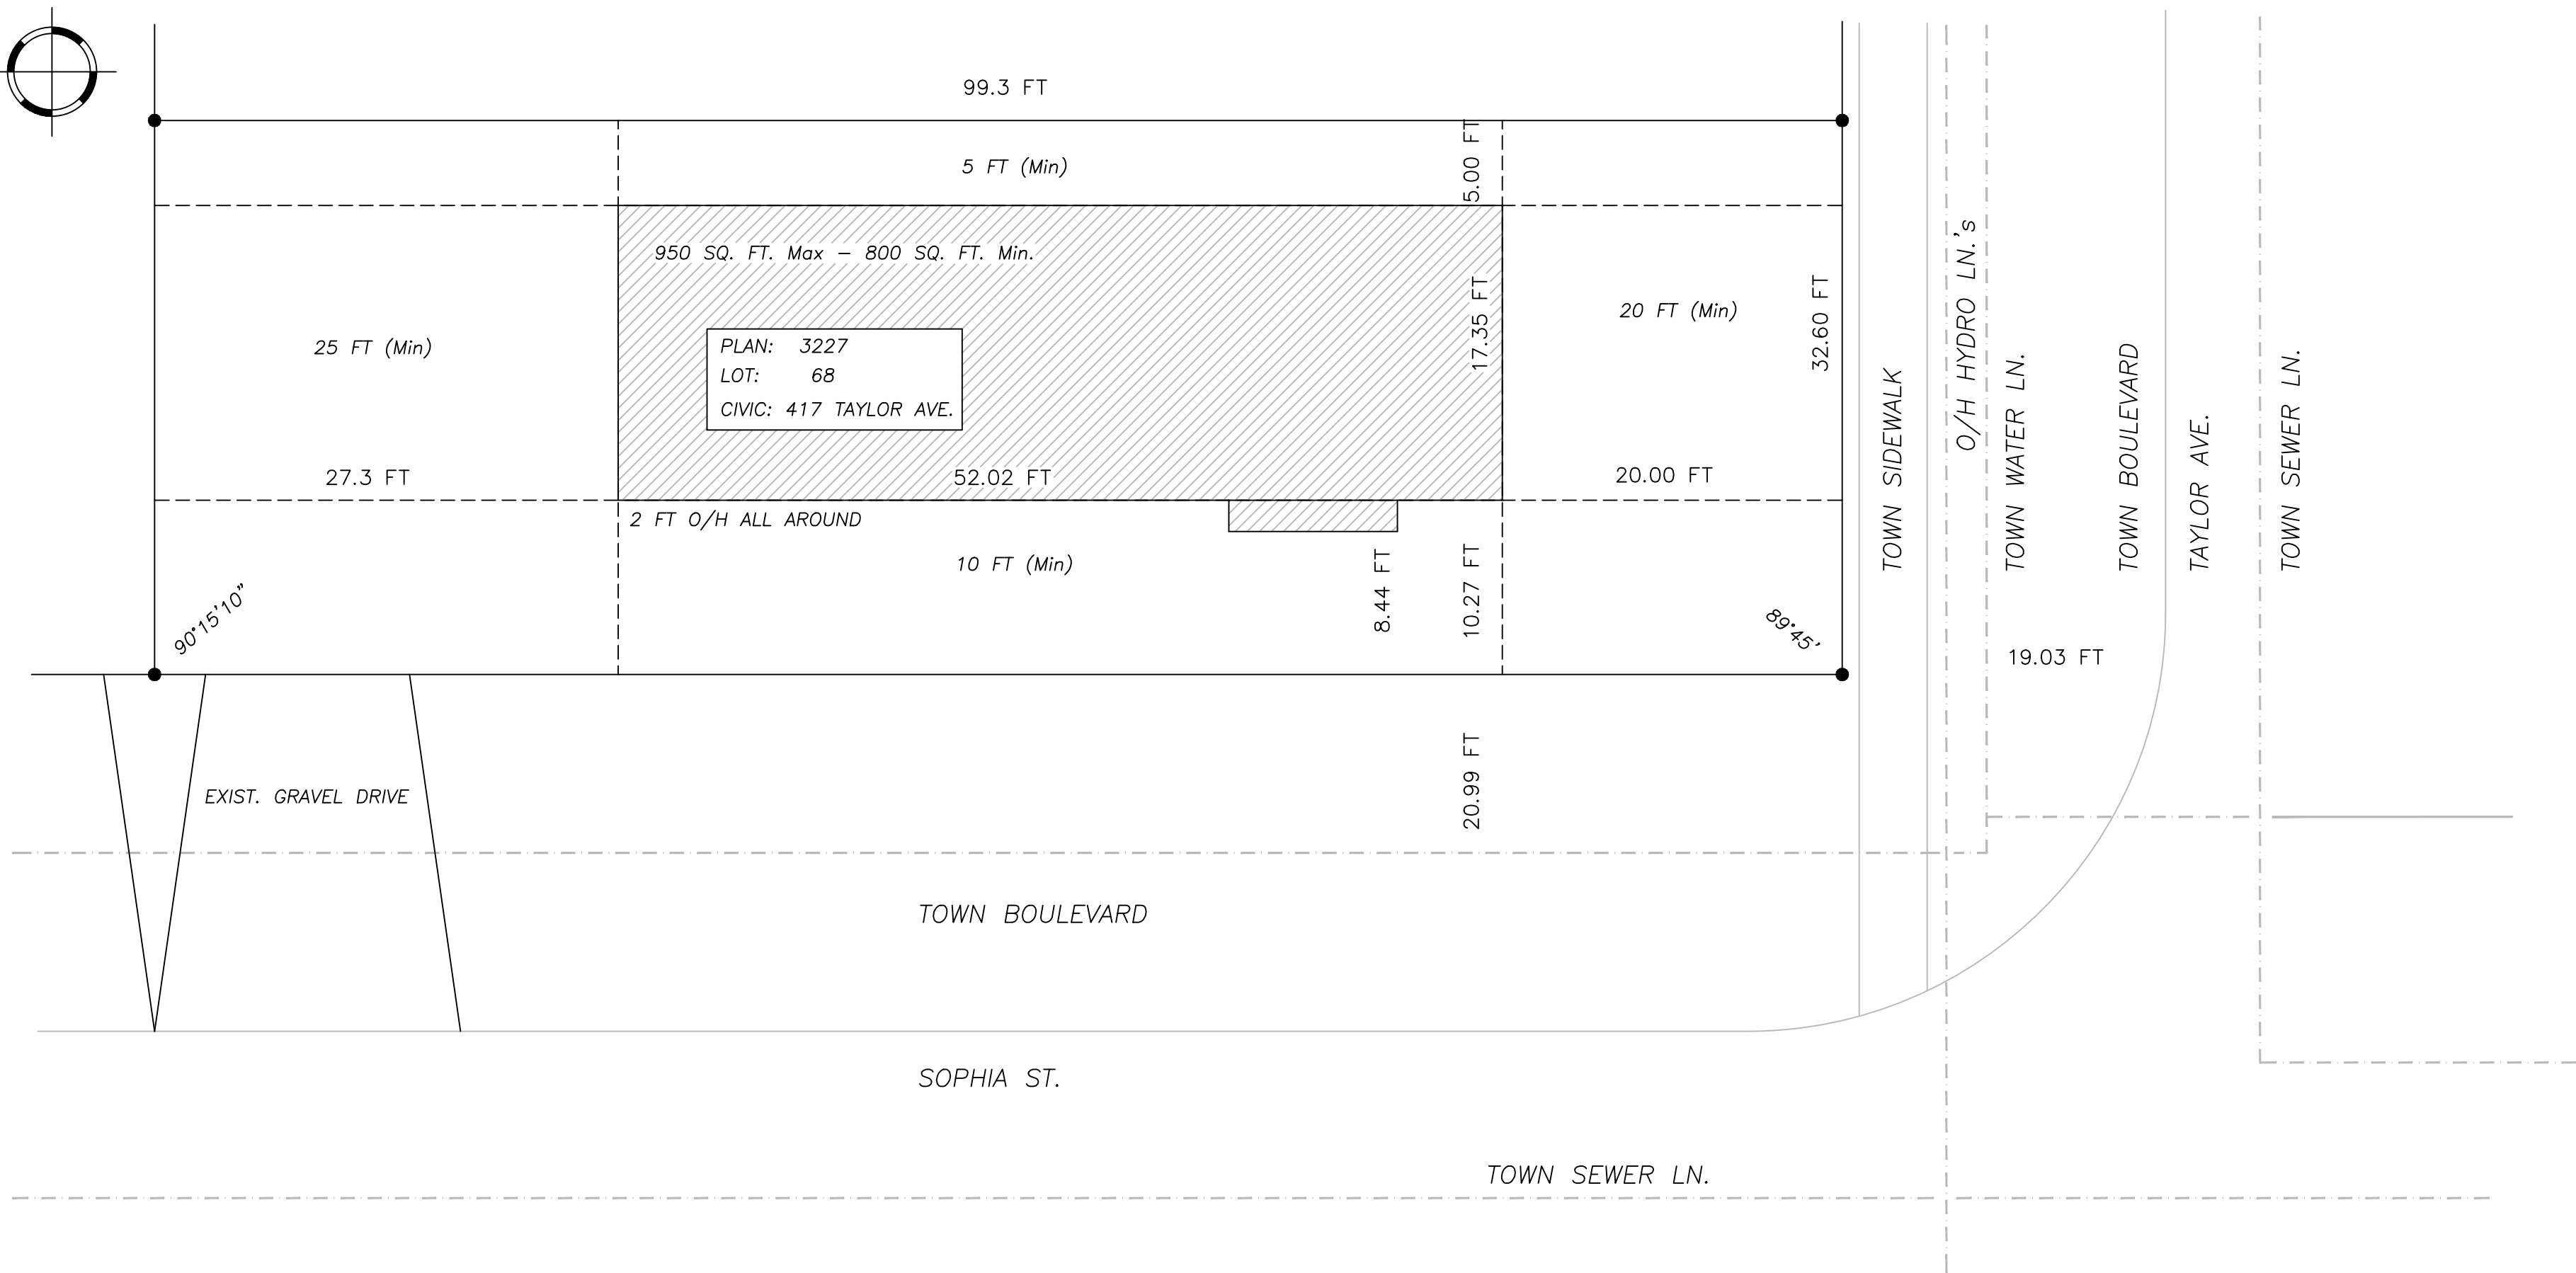 99.3 FT
5 FT (Min)
5.00 FT
950 SQ. FT. Max – 800 SQ. FT. Min.
25 FT (Min)
PLAN: 3227
LOT: 68
CIVIC: 417 TAYLOR AVE.
17.35 FT
20 FT (Min)
32.60 FT
27.3 FT
52.02 FT
20.00 FT
2 FT O/H ALL AROUND
10 FT (Min)
8.44 FT
10.27 FT
90°15'10"
89°45'
TOWN SIDEWALK
O/H HYDRO LN.'s
TOWN WATER LN.
TOWN BOULEVARD
TAYLOR AVE.
TOWN SEWER LN.
19.03 FT
20.99 FT
EXIST. GRAVEL DRIVE
TOWN BOULEVARD
SOPHIA ST.
TOWN SEWER LN.